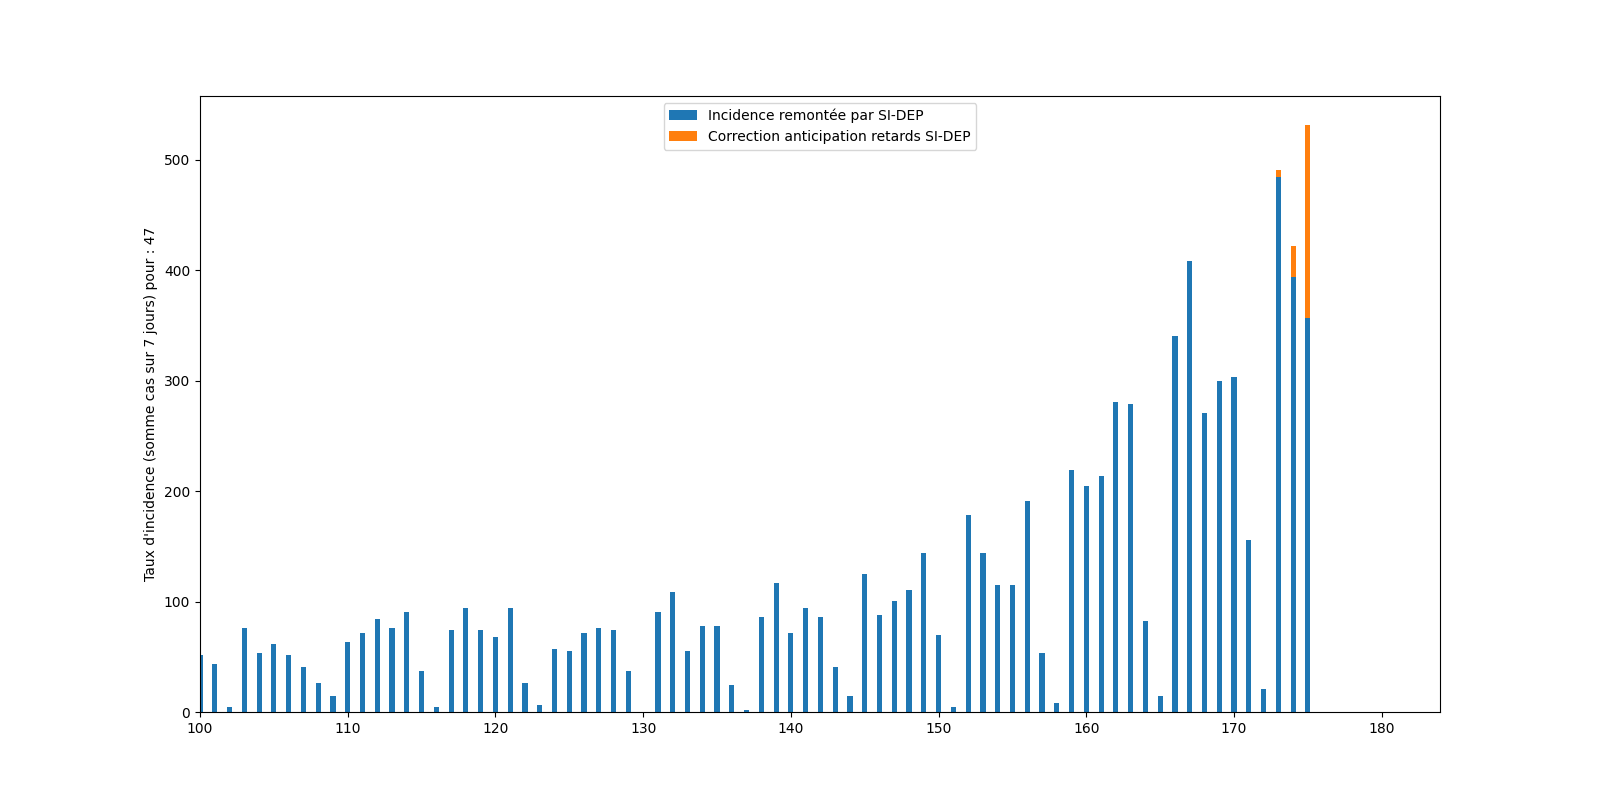 Incidence remontée par SI-DEP
Correction anticipation retards SI-DEP
Taux d'incidence (somme cas sur 7 jours) pour : 47
500
400
300
200
100
0
100 110 120 130 140 150 160 170 180